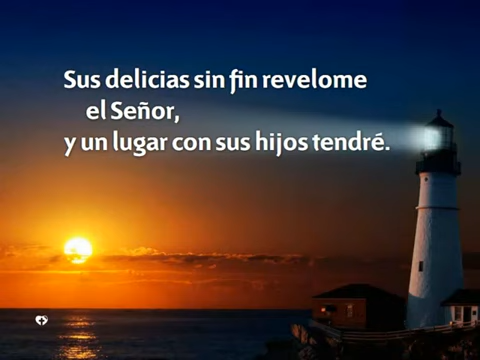 Sus delicias sin fin revelome
el Señor,
y un lugar con sus hijos tendré.